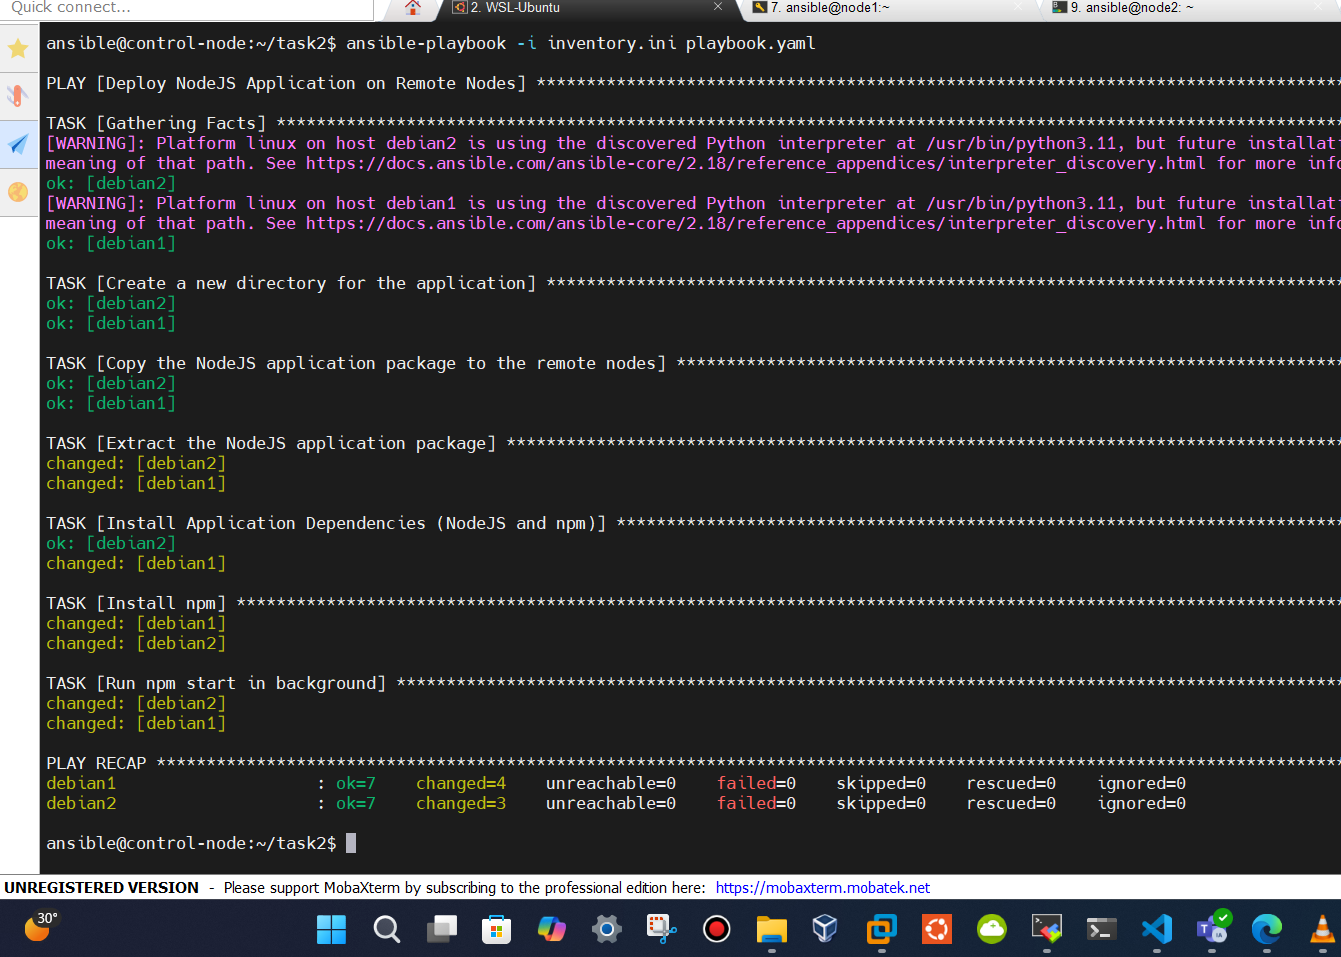 Quick connect...
2. WSL-Ubuntu
7. ansible@node1:~
9. ansible@node2: ~
ansible@control-node:~/task2$ ansible-playbook -i inventory.ini playbook.yaml
PLAY [Deploy NodeJS Application on Remote Nodes] ********************************************************************************
TASK [Gathering Facts] **********************************************************************************************************
[WARNING]: Platform linux on host debian2 is using the discovered Python interpreter at /usr/bin/python3.11, but future installati
meaning of that path. See https://docs.ansible.com/ansible-core/2.18/reference_appendices/interpreter_discovery.html for more info
ok: [debian2]
[WARNING]: Platform linux on host debian1 is using the discovered Python interpreter at /usr/bin/python3.11, but future installati
meaning of that path. See https://docs.ansible.com/ansible-core/2.18/reference_appendices/interpreter_discovery.html for more info
ok: [debian1]
TASK [Create a new directory for the application] *******************************************************************************
ok: [debian2]
ok: [debian1]
TASK [Copy the NodeJS application package to the remote nodes] ******************************************************************
ok: [debian2]
ok: [debian1]
TASK [Extract the NodeJS application package] ***********************************************************************************
changed: [debian2]
changed: [debian1]
TASK [Install Application Dependencies (NodeJS and npm)] ************************************************************************
ok: [debian2]
changed: [debian1]
TASK [Install npm] **************************************************************************************************************
changed: [debian1]
changed: [debian2]
TASK [Run npm start in background] **********************************************************************************************
changed: [debian2]
changed: [debian1]
PLAY RECAP **********************************************************************************************************************
debian1 : ok=7 changed=4 unreachable=0 failed=0 skipped=0 rescued=0 ignored=0
debian2 : ok=7 changed=3 unreachable=0 failed=0 skipped=0 rescued=0 ignored=0
ansible@control-node:~/task2$
UNREGISTERED VERSION - Please support MobaXterm by subscribing to the professional edition here: https://mobaxterm.mobatek.net
30°